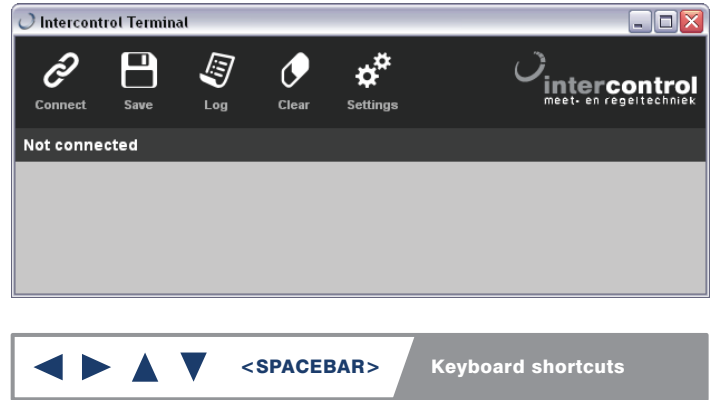 Intercontrol Terminal
Connect Save Log Clear Settings
intercontrol
meet- en regeltechniek
Not connected
<SPACEBAR> Keyboard shortcuts